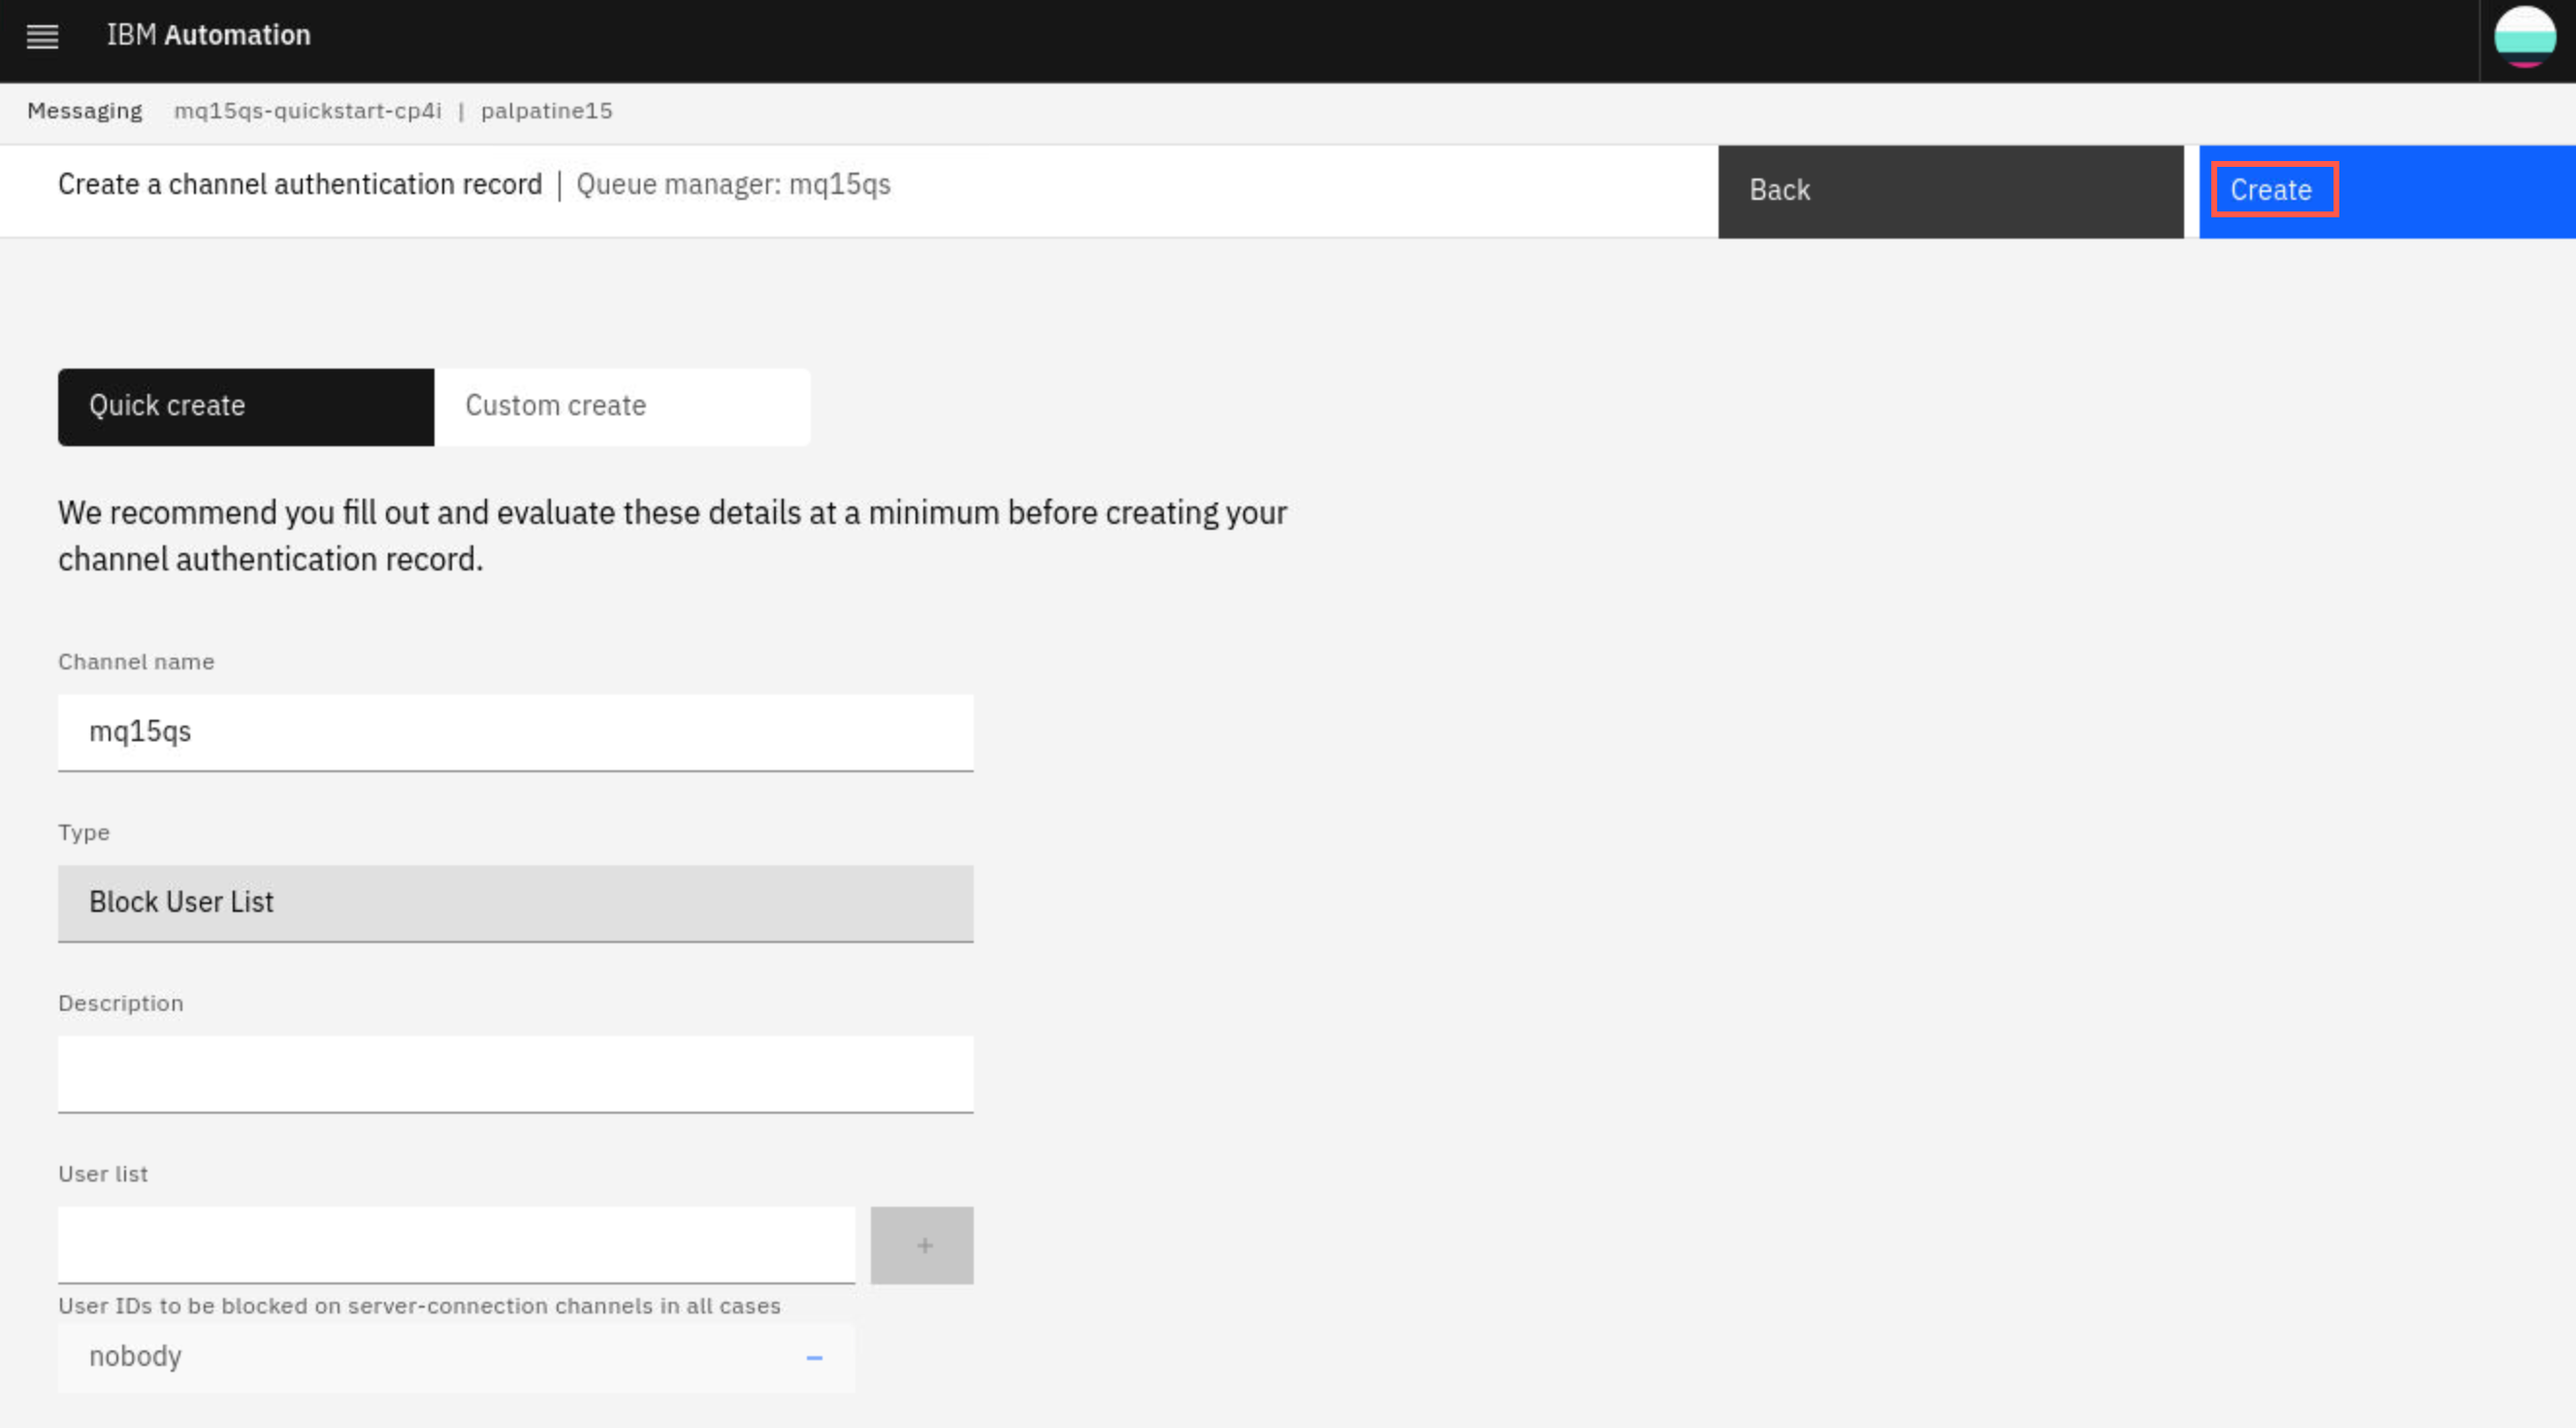 IBM Automation
Messaging mq15qs-quickstart-cp4i | palpatine15
Create a channel authentication record | Queue manager: mq15qs
Back
Create
Quick create
Custom create
We recommend you fill out and evaluate these details at a minimum before creating your
channel authentication record.
Channel name
mq15qs
Type
Block User List
Description
User list
+
User IDs to be blocked on server-connection channels in all cases
nobody